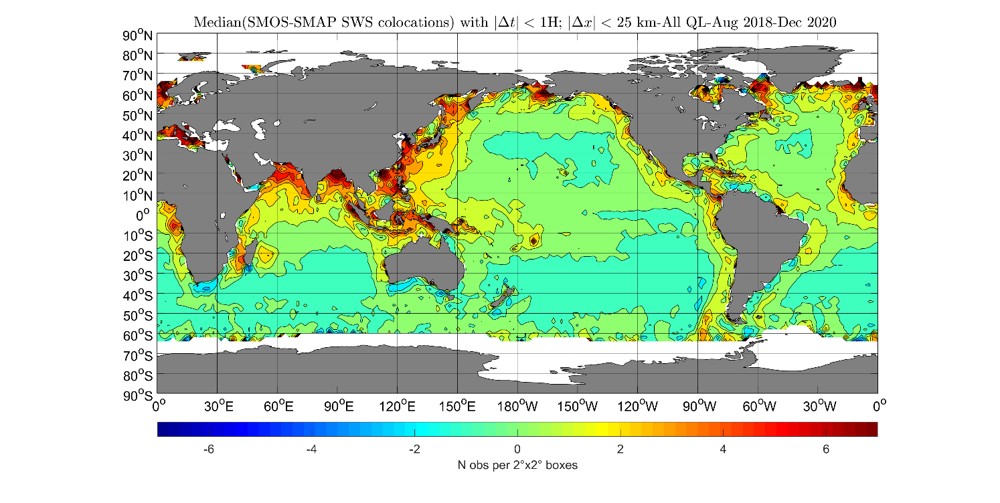 Median(SMOS-SMAP SWS colocations) with |Δt| < 1H; |Δx| < 25 km-All QL-Aug 2018-Dec 2020
90°N
80°N
70°N
60°N
50°N
40°N
30°N
20°N
10°N
0°
10°S
20°S
30°S
40°S
50°S
60°S
70°S
80°S
90°S
0° 30°E 60°E 90°E 120°E 150°E 180°W 150°W 120°W 90°W 60°W 30°W 0°
-6 -4 -2 0 2 4 6
N obs per 2°x2° boxes